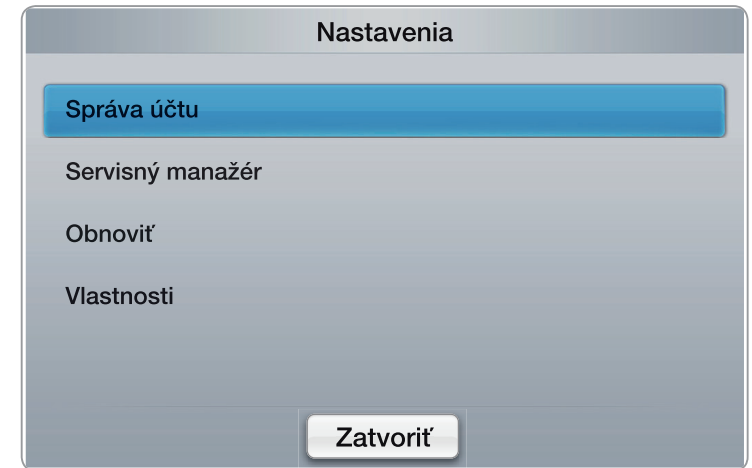 Nastavenia
Správa účtu
Servisný manažér
Obnoviť
Vlastnosti
Zatvoriť